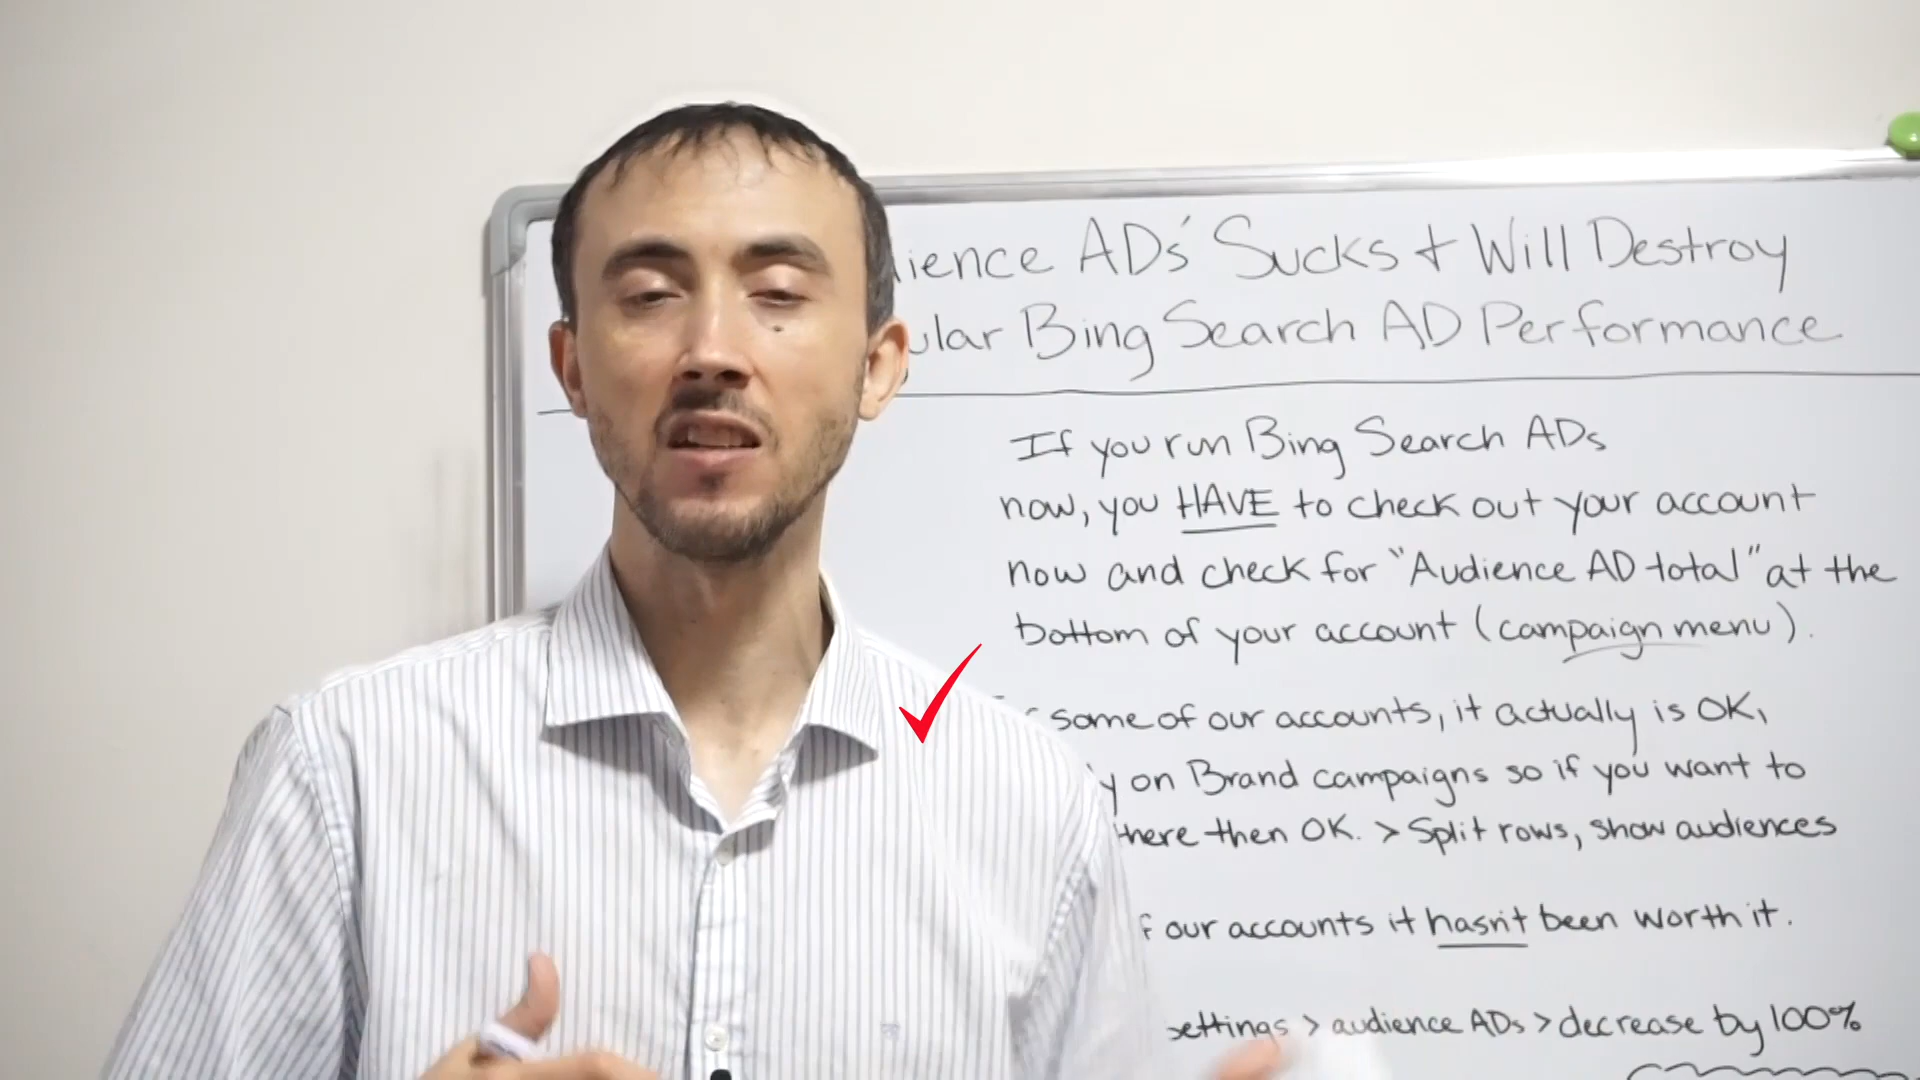 ience ADs' Sucks + Will Destroy
ular Bing Search AD Performance
If you run Bing Search ADs
now, you HAVE to check out your account
now and check for "Audience AD total" at the
bottom of your account (campaign menu).
some of our accounts, it actually is OK,
y on Brand campaigns so if you want to
there then OK. > Split rows, show audiences
f our accounts it hasn't been worth it.
settings > audience ADs > decrease by 100%